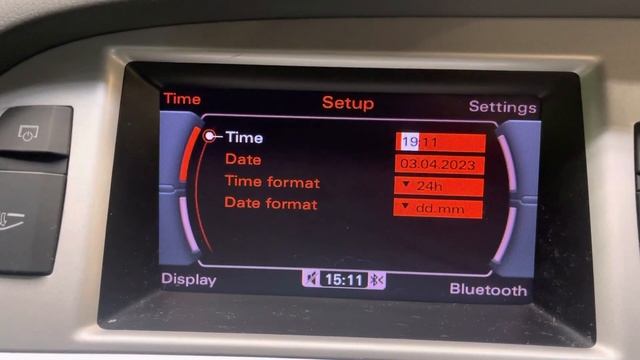 Time Setup Settings
Time 19:11
Date 03.04.2023
Time format 24h
Date format dd.mm
Display 15:11 Bluetooth